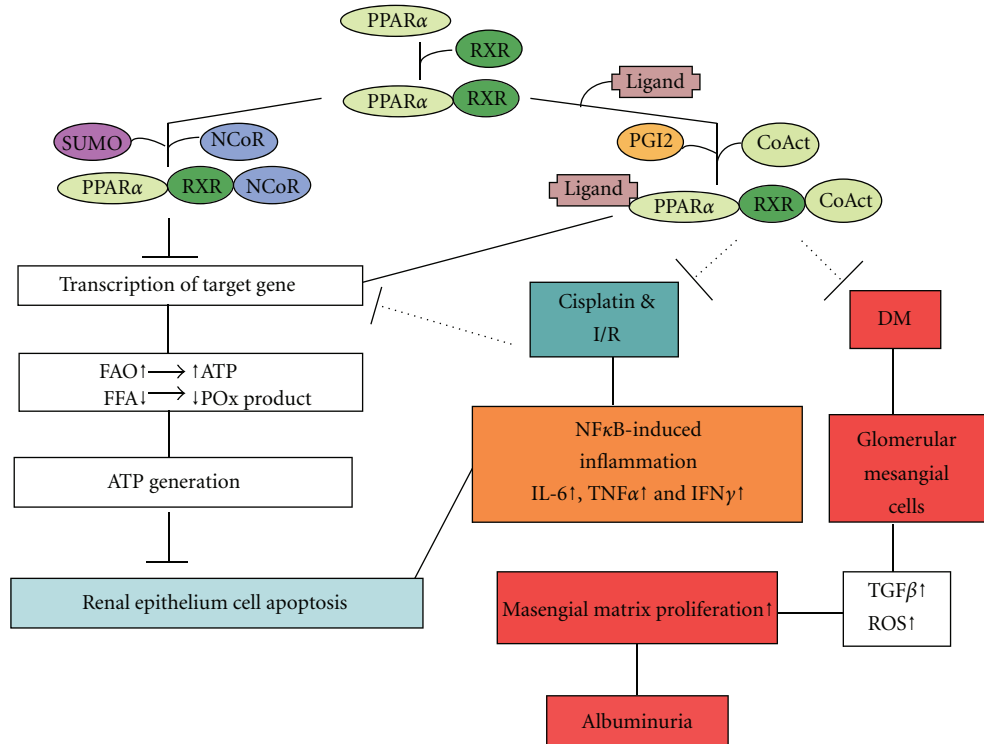 PPARα
RXR
PPARα
RXR
Ligand
SUMO
NCoR
PGI2
CoAct
PPARα
RXR
NCoR
Ligand
PPARα
RXR
CoAct
Transcription of target gene
Cisplatin &
I/R
DM
FAO↑ → ↑ATP
FFA↓ → ↓POx product
NFκB-induced
inflammation
IL-6↑, TNFα↑ and IFNγ↑
Glomerular
mesangial
cells
ATP generation
Renal epithelium cell apoptosis
Masengial matrix proliferation↑
TGFβ↑
ROS↑
Albuminuria